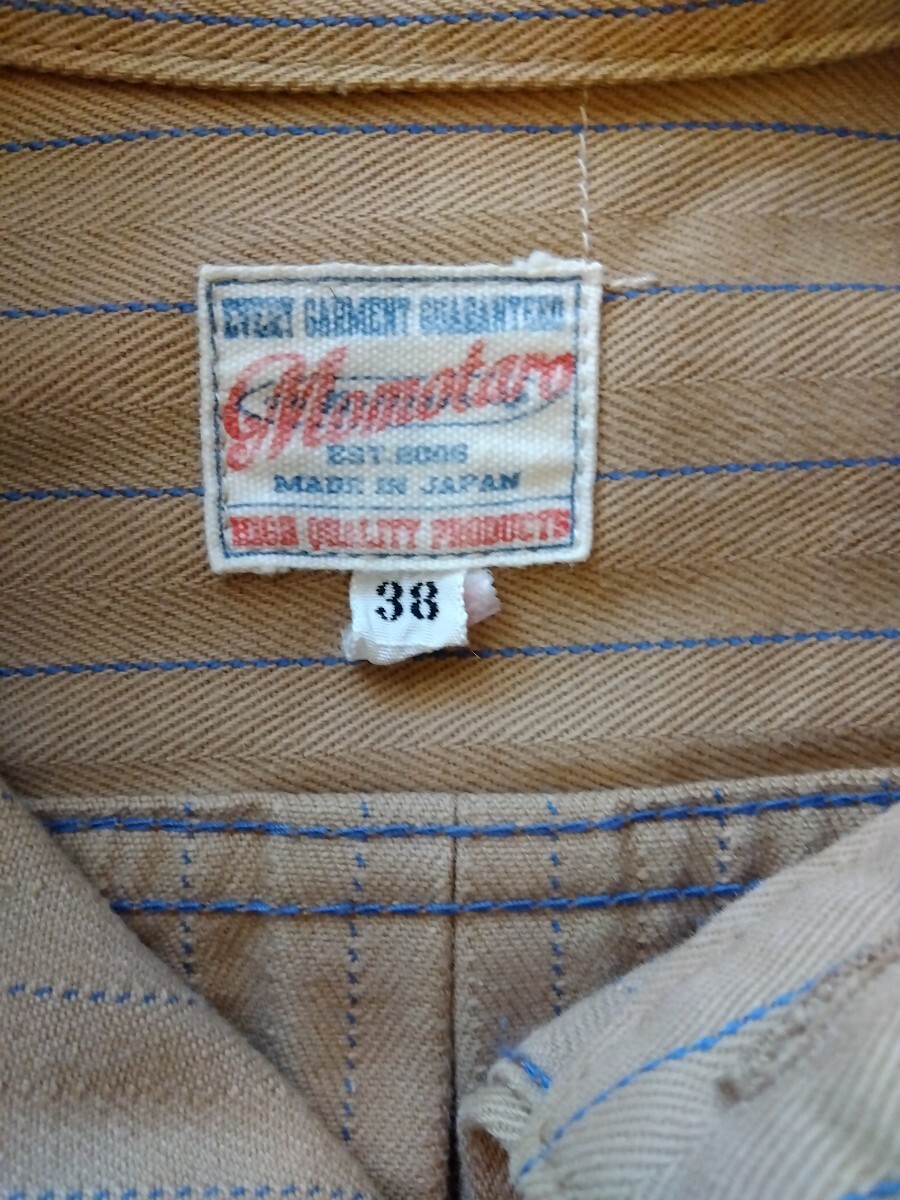 EVERY GARMENT GUARANTEED
Momotaro
EST.2006
MADE IN JAPAN
HIGH QUALITY PRODUCTS
38